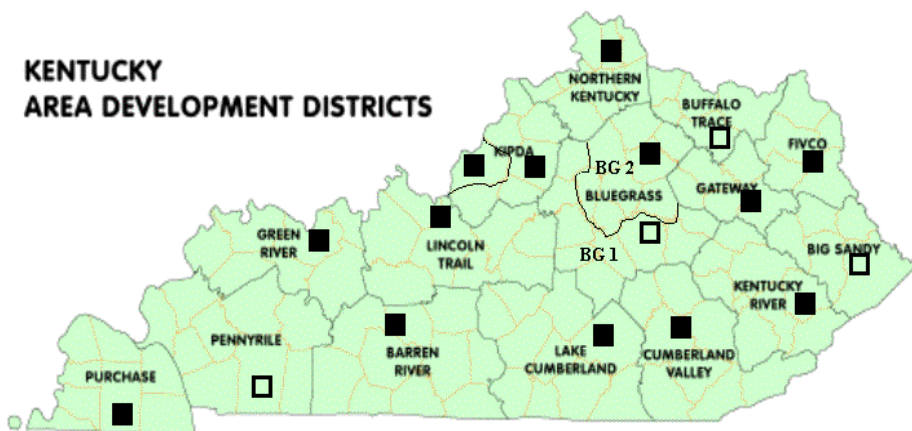 KENTUCKY
AREA DEVELOPMENT DISTRICTS
NORTHERN
KENTUCKY
BUFFALO
TRACE
FIVCO
KIPDA
BG 2
BLUEGRASS
GATEWAY
GREEN
RIVER
LINCOLN
TRAIL
BG 1
BIG SANDY
KENTUCKY
RIVER
PENNYRILE
BARREN
RIVER
LAKE
CUMBERLAND
CUMBERLAND
VALLEY
PURCHASE